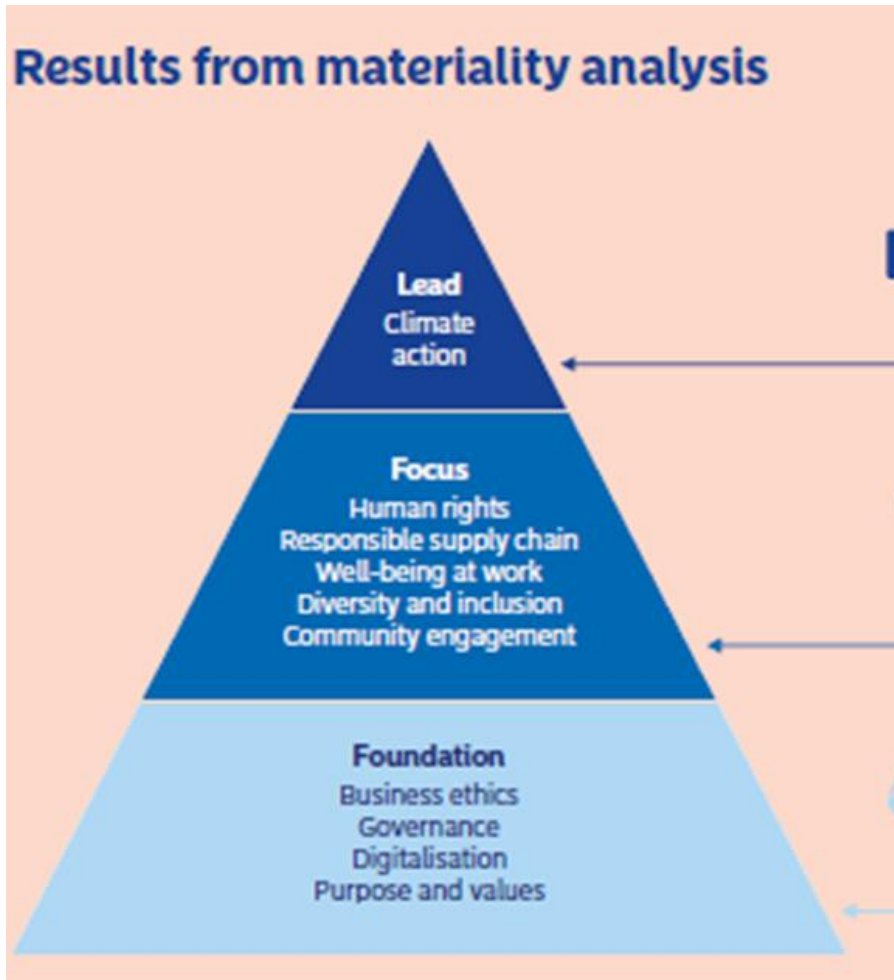 Results from materiality analysis
Lead
Climate
action
Focus
Human rights
Responsible supply chain
Well-being at work
Diversity and inclusion
Community engagement
Foundation
Business ethics
Governance
Digitalisation
Purpose and values